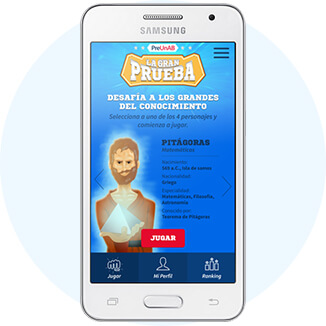 SAMSUNG
PreUnAB
LA GRAN
PRUEBA
DESAFÍA A LOS GRANDES
DEL CONOCIMIENTO
Selecciona a uno de los 4 personajes y
comienza a jugar.
PITÁGORAS
Matemáticas
Nacimiento:
569 a.C., isla de samos
Nacionalidad:
Griego
Especialidad:
Matemáticas, Filosofía,
Astronomía
Conocido por:
Teorema de Pitágoras
JUGAR
Jugar
Mi Perfil
Ranking